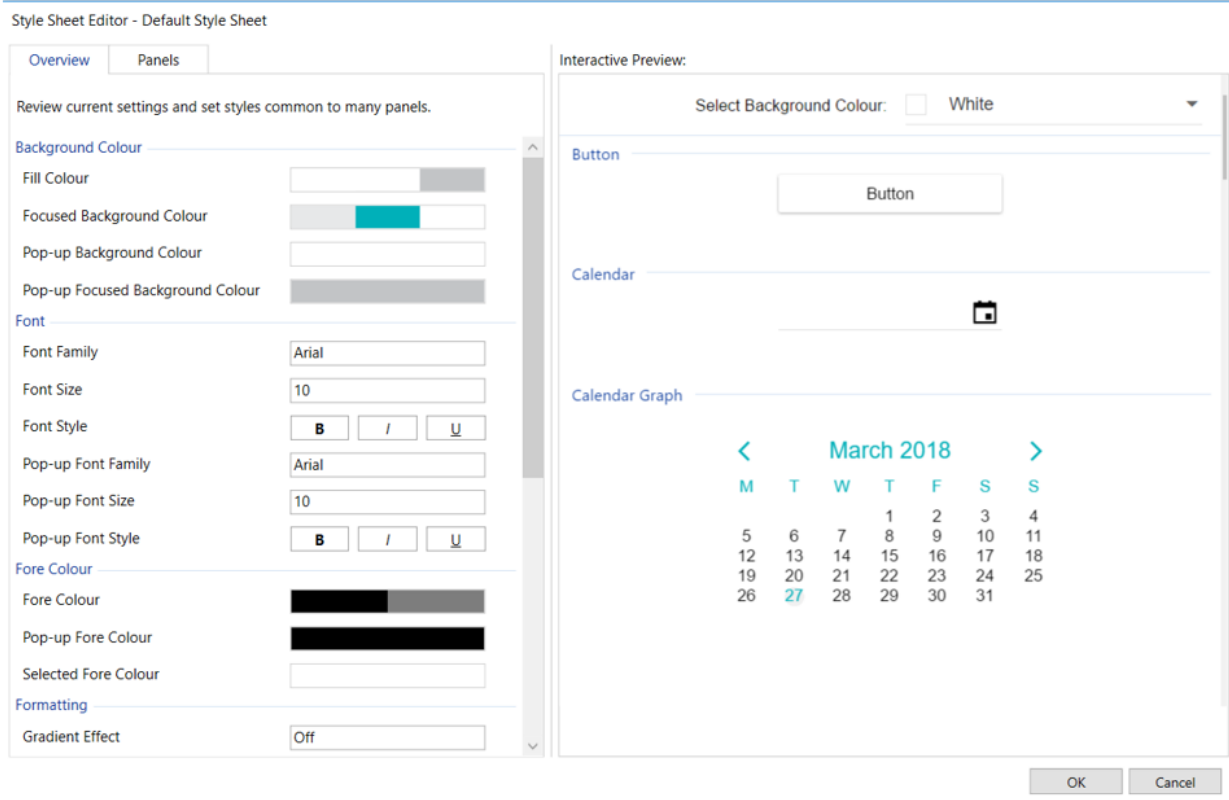 Style Sheet Editor - Default Style Sheet
Overview
Panels
Review current settings and set styles common to many panels.
Background Colour
Fill Colour
Focused Background Colour
Pop-up Background Colour
Pop-up Focused Background Colour
Font
Font Family
Arial
Font Size
10
Font Style
B I U
Pop-up Font Family
Arial
Pop-up Font Size
10
Pop-up Font Style
B I U
Fore Colour
Fore Colour
Pop-up Fore Colour
Selected Fore Colour
Formatting
Gradient Effect
Off
Interactive Preview:
Select Background Colour: White
Button
Button
Calendar
Calendar Graph
March 2018
M T W T F S S
1 2 3 4
5 6 7 8 9 10 11
12 13 14 15 16 17 18
19 20 21 22 23 24 25
26 27 28 29 30 31
OK
Cancel